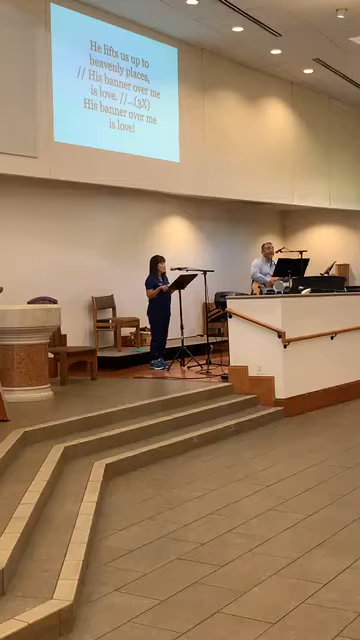 He lifts us up to
heavenly places,
// His banner over me
is love. //...(3X)
His banner over me
is love!